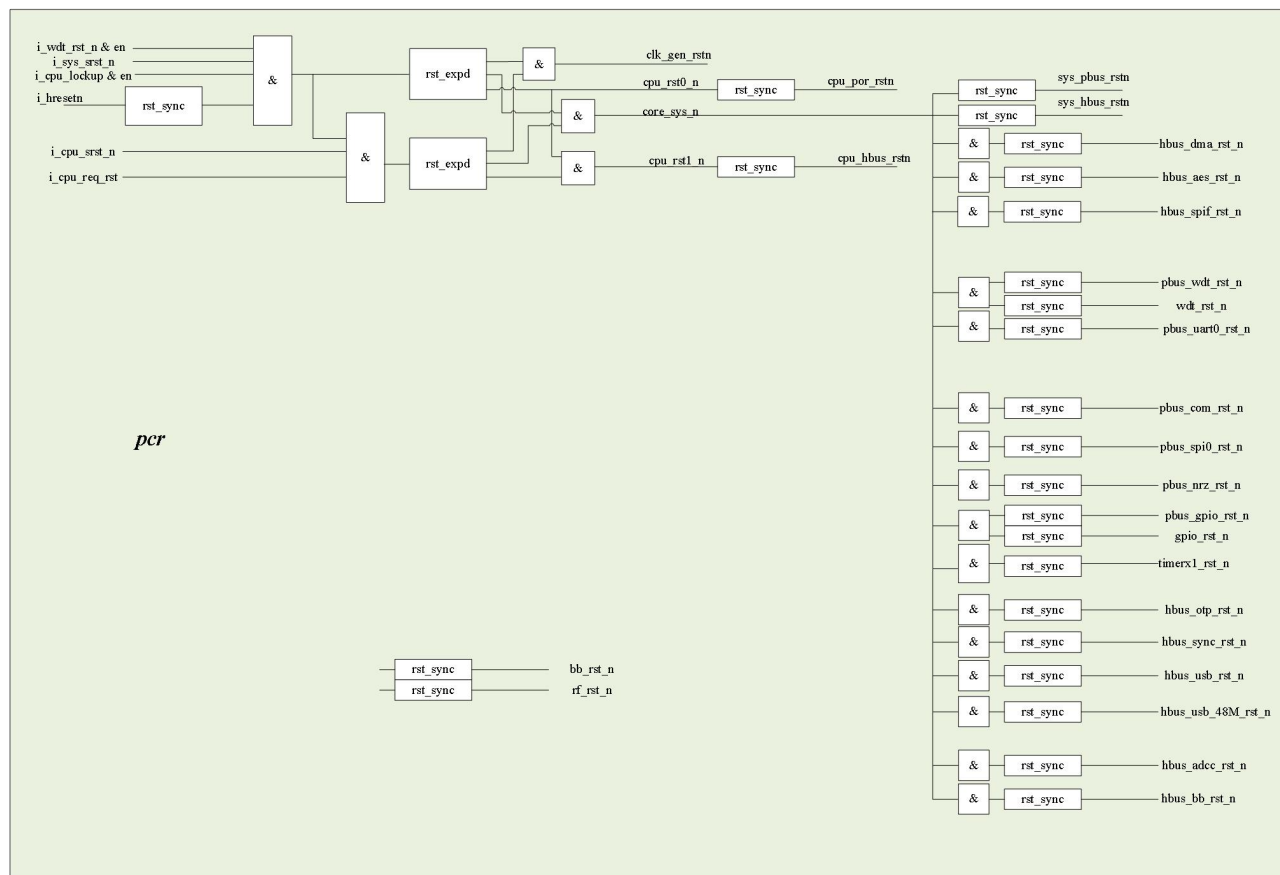 i_wdt_rst_n & en
i_sys_srst_n
i_cpu_lockup & en
i_hresetn
rst_sync
&
i_cpu_srst_n
i_cpu_req_rst
&
rst_expd
rst_expd
&
&
&
clk_gen_rstn
cpu_rst0_n
rst_sync
cpu_por_rstn
core_sys_n
cpu_rst1_n
rst_sync
cpu_hbus_rstn
rst_sync
sys_pbus_rstn
rst_sync
sys_hbus_rstn
&
rst_sync
hbus_dma_rst_n
&
rst_sync
hbus_aes_rst_n
&
rst_sync
hbus_spif_rst_n
&
rst_sync
pbus_wdt_rst_n
rst_sync
wdt_rst_n
&
rst_sync
pbus_uart0_rst_n
&
rst_sync
pbus_com_rst_n
pcr
&
rst_sync
pbus_spi0_rst_n
&
rst_sync
pbus_nrz_rst_n
&
rst_sync
pbus_gpio_rst_n
rst_sync
gpio_rst_n
&
rst_sync
timerx1_rst_n
&
rst_sync
hbus_otp_rst_n
&
rst_sync
hbus_sync_rst_n
&
rst_sync
hbus_usb_rst_n
&
rst_sync
hbus_usb_48M_rst_n
&
rst_sync
hbus_adcc_rst_n
&
rst_sync
hbus_bb_rst_n
rst_sync
bb_rst_n
rst_sync
rf_rst_n